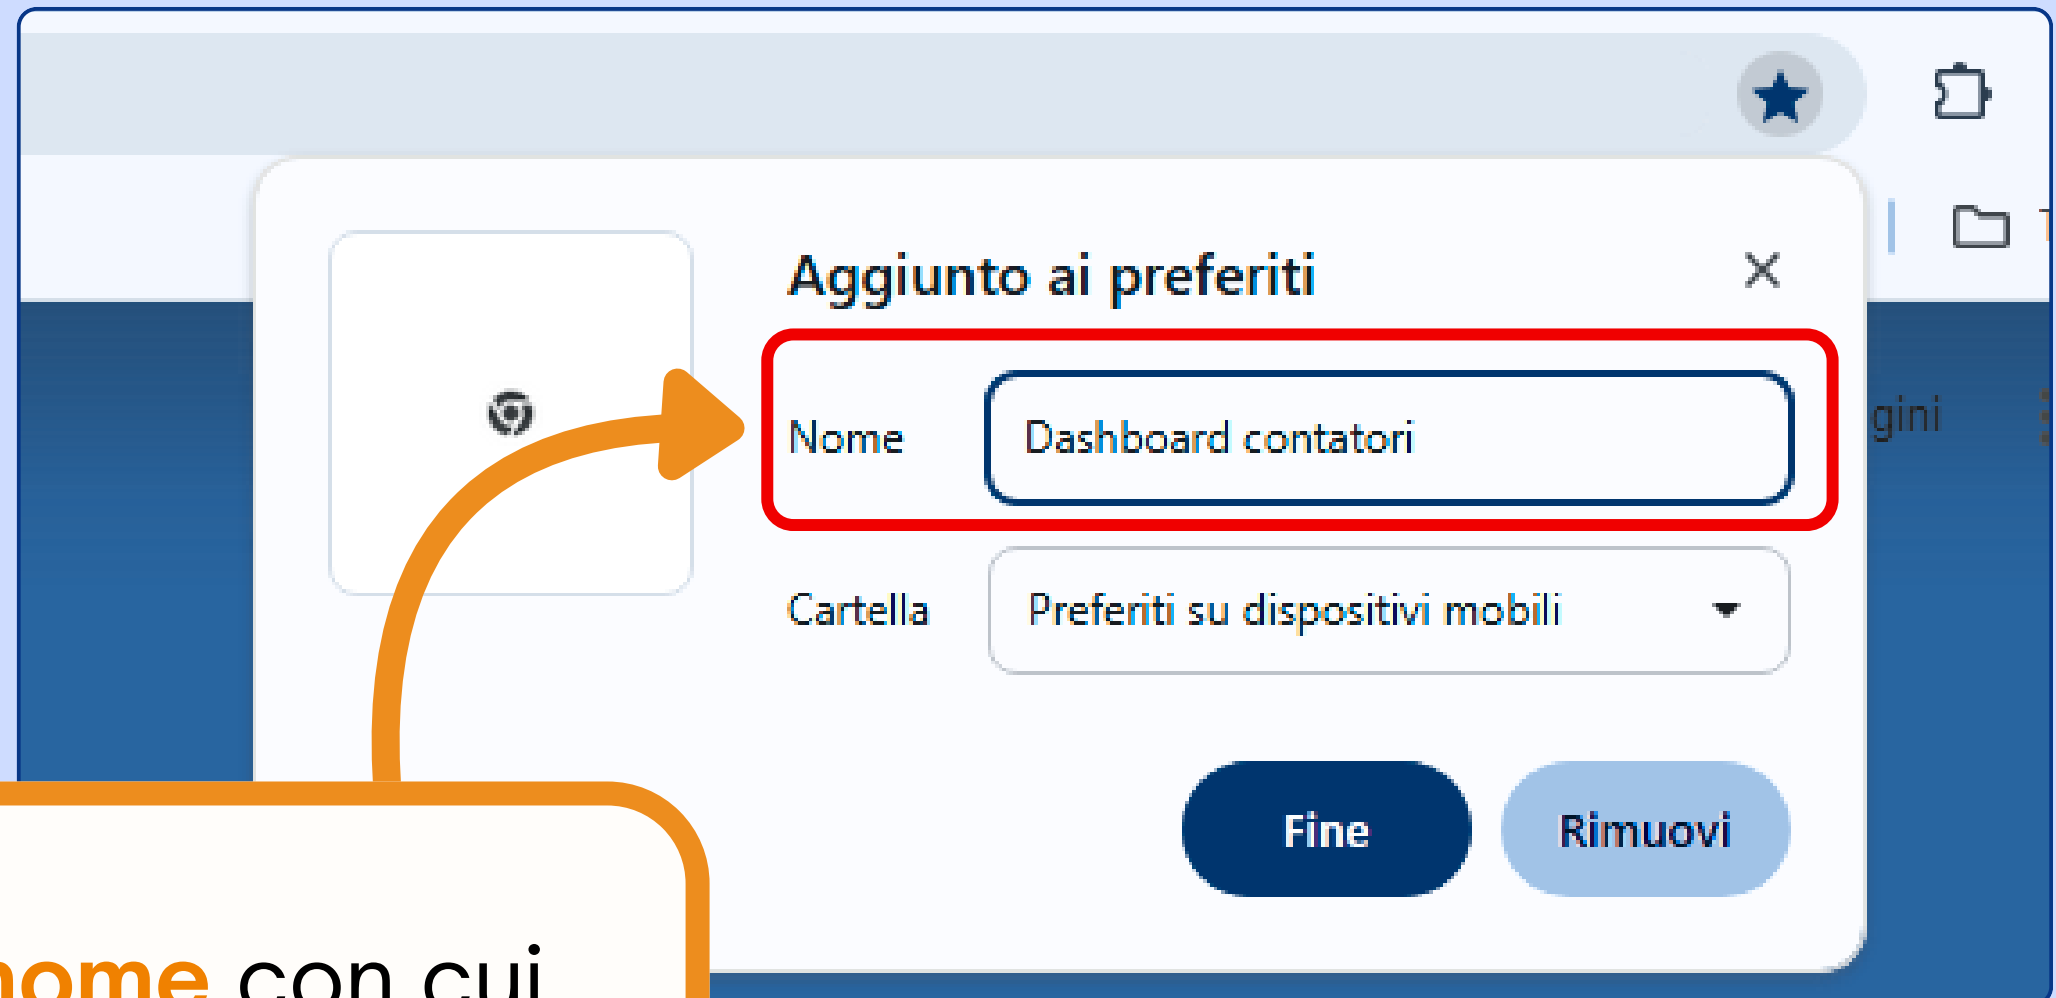 Aggiunto ai preferiti
Nome
Dashboard contatori
gini
Cartella
Preferiti su dispositivi mobili
Fine
Rimuovi
nome con cui